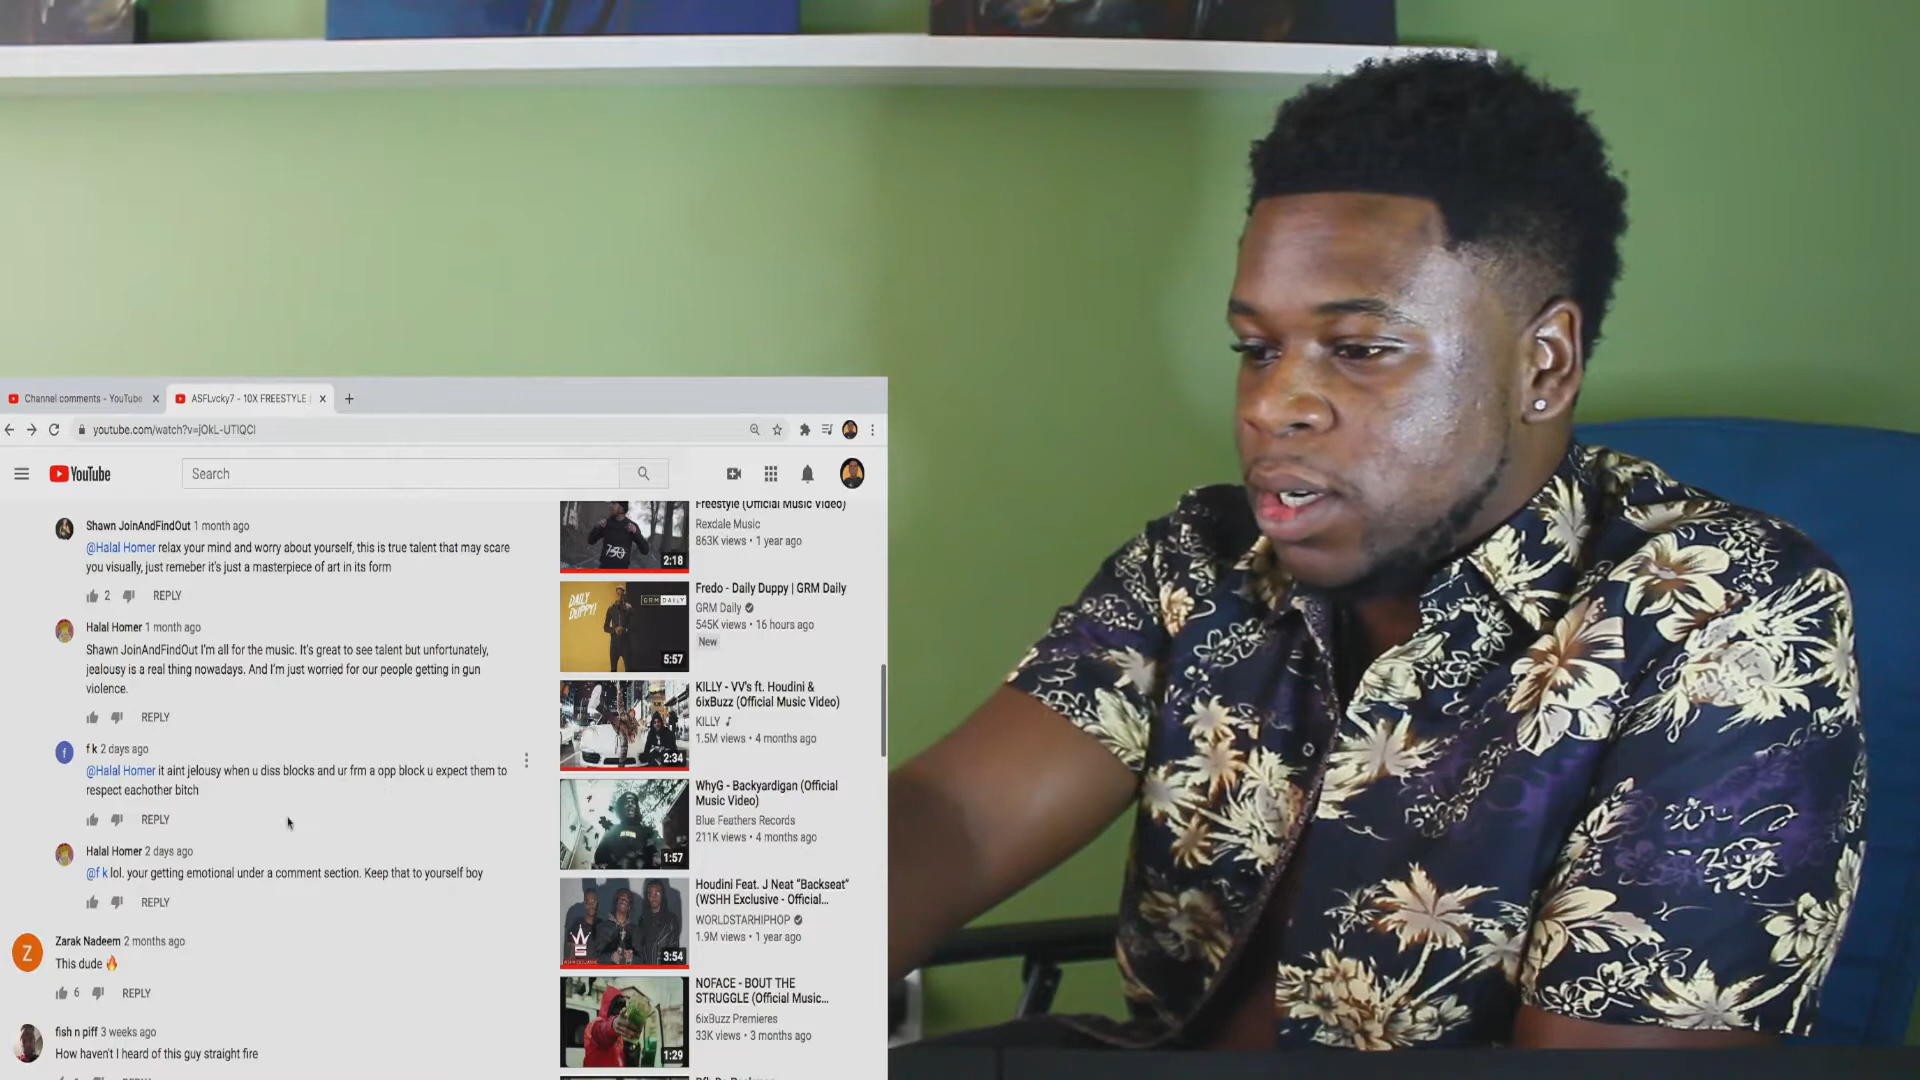 Channel comments - YouTube
ASFLvcky7 - 10X FREESTYLE |
youtube.com/watch?v=jOkL-UTlQCI
YouTube
Search
Shawn JoinAndFindOut 1 month ago
@Halal Homer relax your mind and worry about yourself, this is true talent that may scare
you visually, just remeber it's just a masterpiece of art in its form
2 REPLY
Halal Homer 1 month ago
Shawn JoinAndFindOut I'm all for the music. It's great to see talent but unfortunately,
jealousy is a real thing nowadays. And I'm just worried for our people getting in gun
violence.
REPLY
f
f k 2 days ago
@Halal Homer it aint jelousy when u diss blocks and ur frm a opp block u expect them to
respect eachother bitch
REPLY
Halal Homer 2 days ago
@f k lol. your getting emotional under a comment section. Keep that to yourself boy
REPLY
Z
Zarak Nadeem 2 months ago
This dude 🔥
6 REPLY
fish n piff 3 weeks ago
How haven't I heard of this guy straight fire
Freestyle (Official Music Video)
Rexdale Music
863K views • 1 year ago
2:18
Fredo - Daily Duppy | GRM Daily
GRM Daily
545K views • 16 hours ago
New
DAILY
DUPPY!
GRM DAILY
5:57
KILLY - VV's ft. Houdini &
6ixBuzz (Official Music Video)
KILLY
1.5M views • 4 months ago
2:34
WhyG - Backyardigan (Official
Music Video)
Blue Feathers Records
211K views • 4 months ago
1:57
Houdini Feat. J Neat “Backseat”
(WSHH Exclusive - Official...
WORLDSTARHIPHOP
1.9M views • 1 year ago
3:54
NOFACE - BOUT THE
STRUGGLE (Official Music...
6ixBuzz Premieres
33K views • 3 months ago
1:29